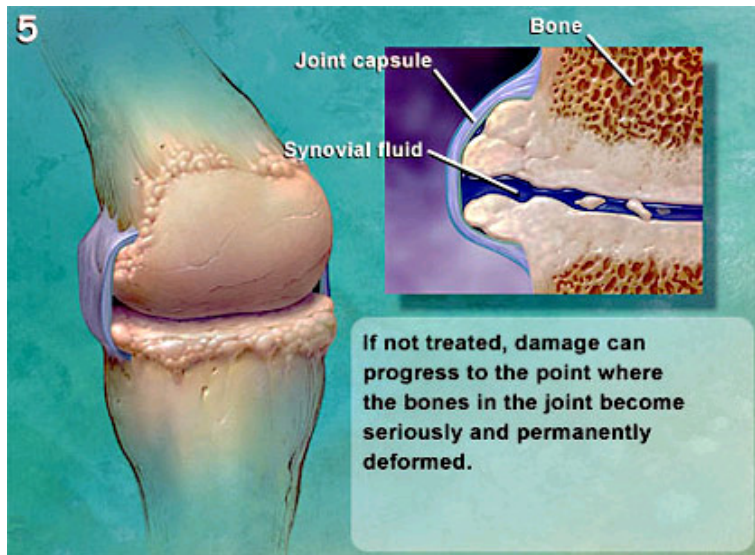 5
Bone
Joint capsule
Synovial fluid
If not treated, damage can
progress to the point where
the bones in the joint become
seriously and permanently
deformed.